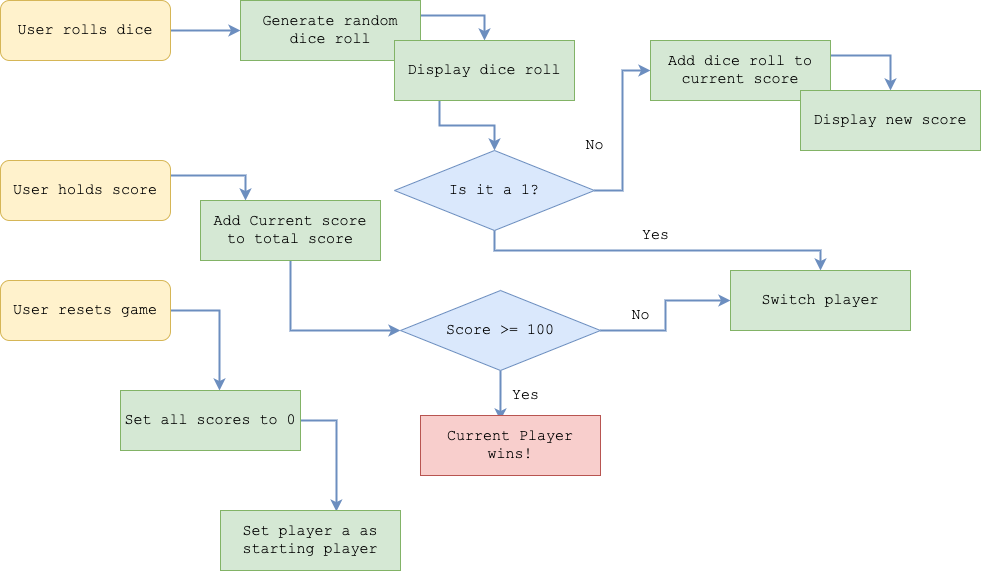 User rolls dice
Generate random
dice roll
Display dice roll
Add dice roll to
current score
Display new score
No
Is it a 1?
User holds score
Add Current score
to total score
Yes
User resets game
Score >= 100
No
Switch player
Yes
Set all scores to 0
Current Player
wins!
Set player a as
starting player